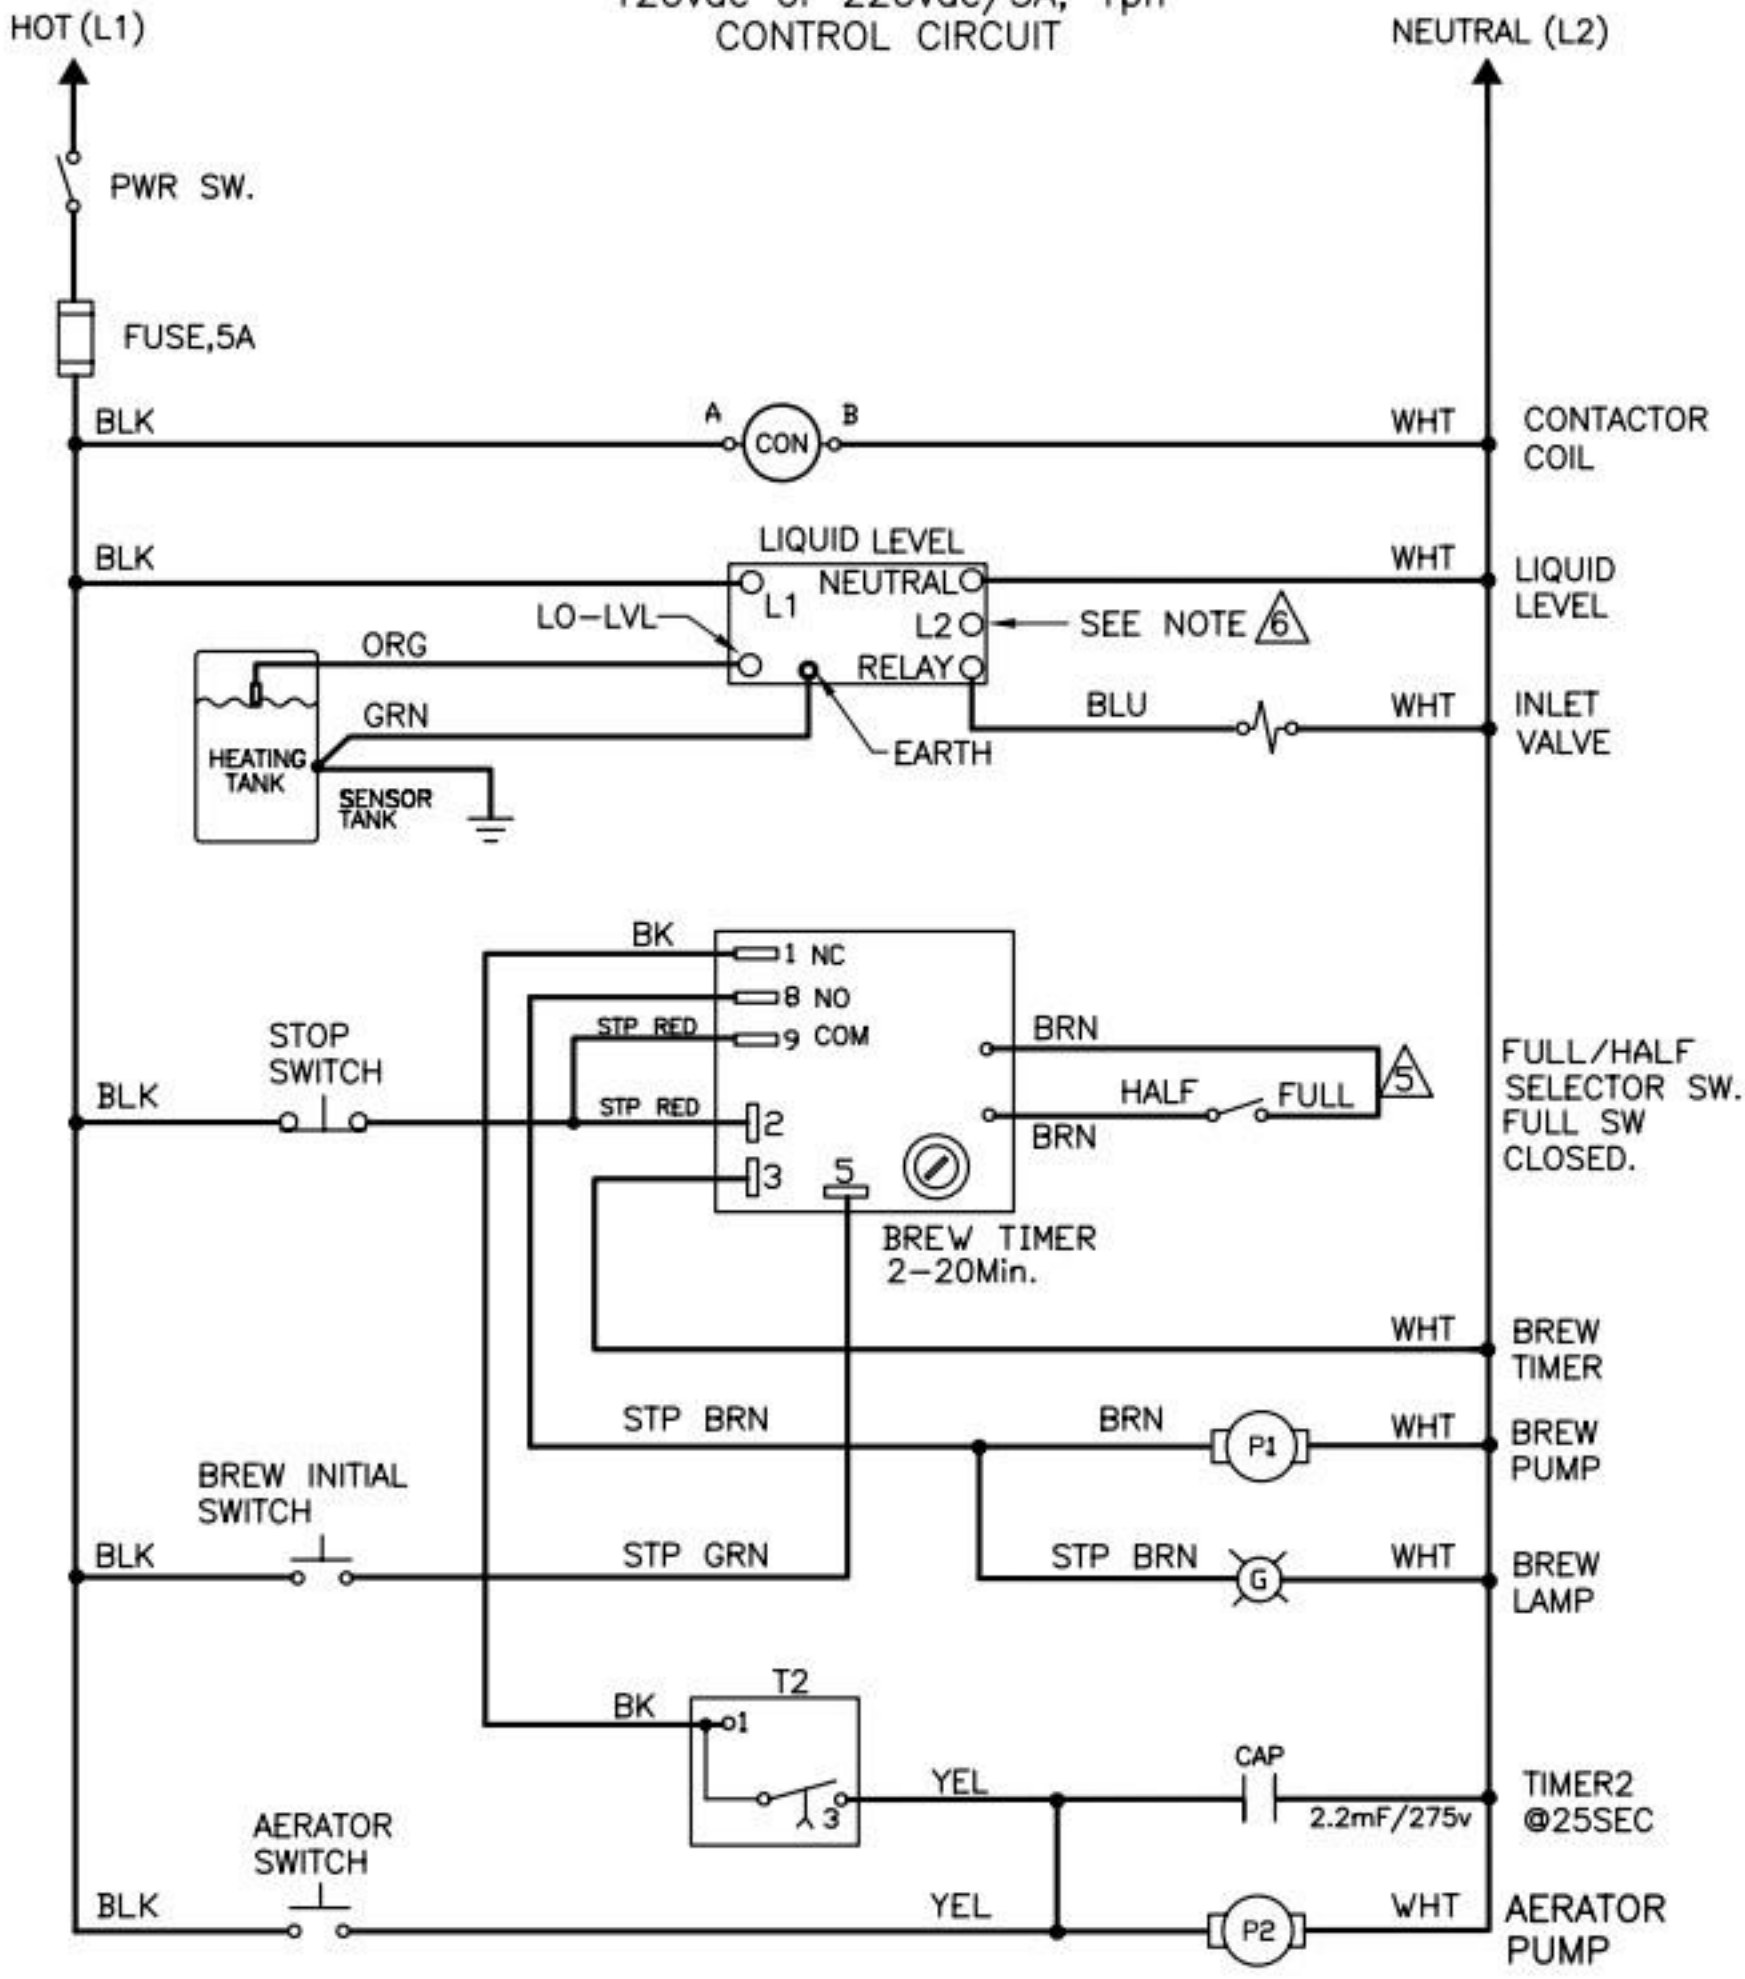 HOT (L1)
CONTROL CIRCUIT
NEUTRAL (L2)
PWR SW.
FUSE,5A
BLK
A
CON
B
WHT
CONTACTOR
COIL
LIQUID LEVEL
BLK
L1
NEUTRAL
WHT
LIQUID
LEVEL
LO-LVL
L2
SEE NOTE 6
ORG
RELAY
GRN
BLU
WHT
INLET
VALVE
EARTH
HEATING
TANK
SENSOR
TANK
BK
1 NC
8 NO
STP RED
9 COM
STOP
SWITCH
BLK
STP RED
2
3
5
BRN
HALF
FULL
5
BRN
FULL/HALF
SELECTOR SW.
FULL SW
CLOSED.
BREW TIMER
2-20Min.
WHT
BREW
TIMER
STP BRN
BRN
P1
WHT
BREW
PUMP
BREW INITIAL
SWITCH
BLK
STP GRN
STP BRN
G
WHT
BREW
LAMP
T2
BK
1
3
YEL
CAP
2.2mF/275v
TIMER2
@25SEC
AERATOR
SWITCH
BLK
YEL
P2
WHT
AERATOR
PUMP